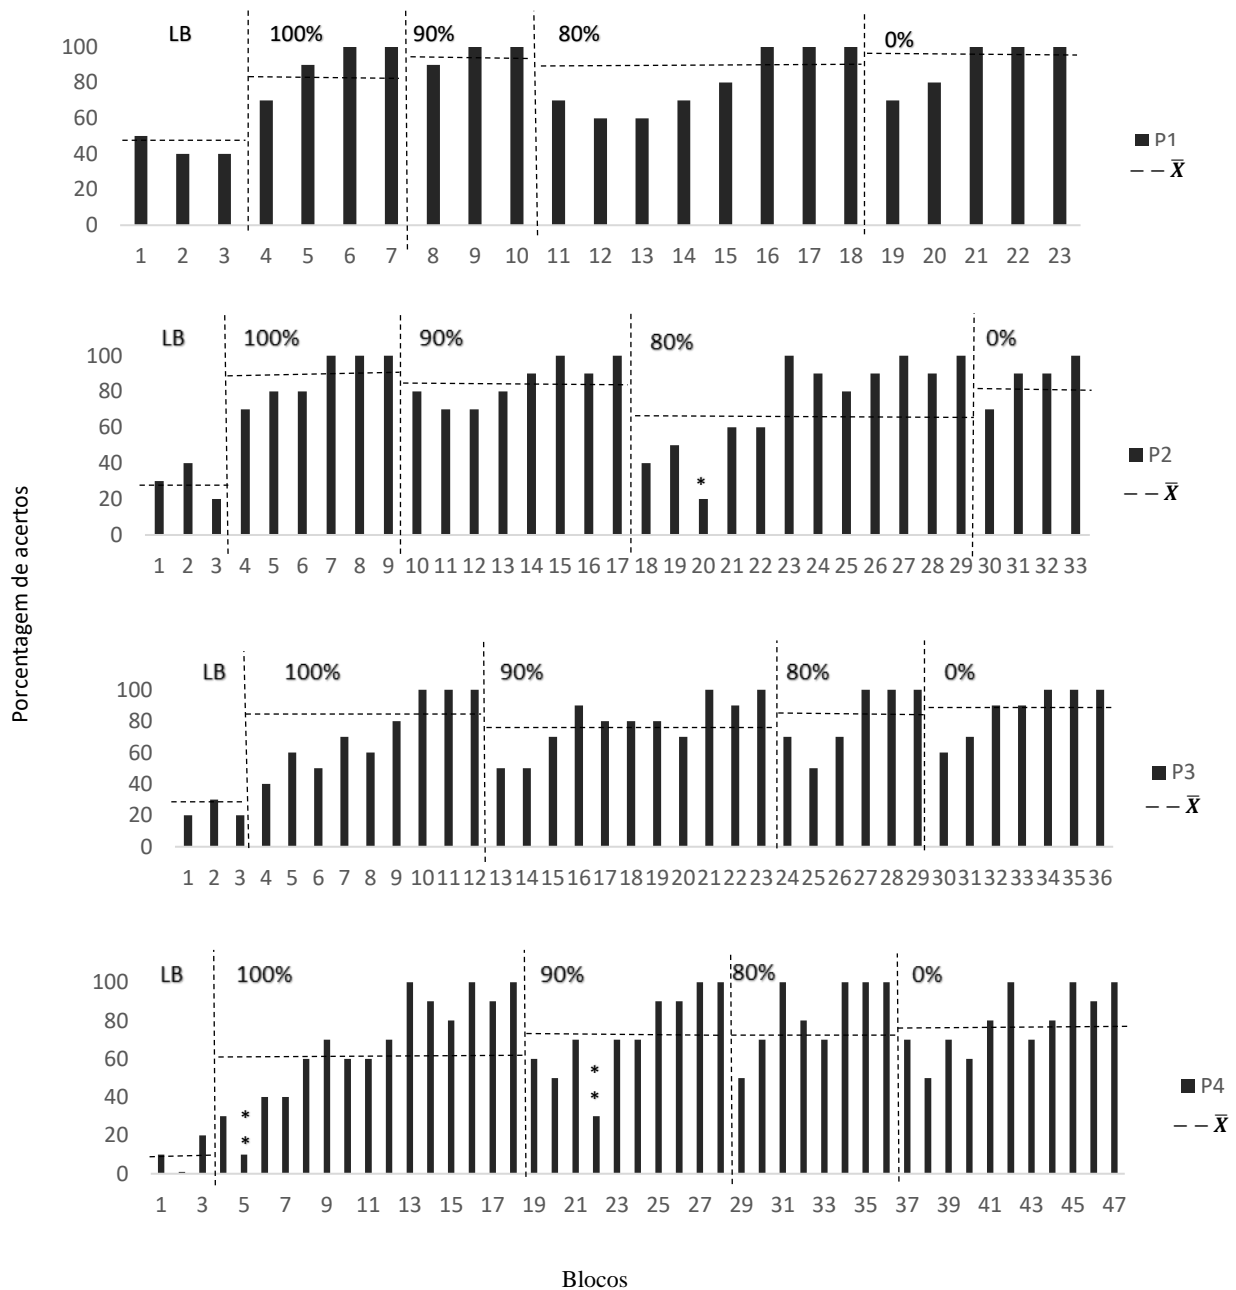 LB 100% 90% 80% 0%
100
80
60
40
20
0
1 2 3 4 5 6 7 8 9 10 11 12 13 14 15 16 17 18 19 20 21 22 23
P1
– – X̄
LB 100% 90% 80% 0%
100
80
60
40
20
0
*
1 2 3 4 5 6 7 8 9 10 11 12 13 14 15 16 17 18 19 20 21 22 23 24 25 26 27 28 29 30 31 32 33
P2
– – X̄
Porcentagem de acertos
LB 100% 90% 80% 0%
100
80
60
40
20
0
1 2 3 4 5 6 7 8 9 10 11 12 13 14 15 16 17 18 19 20 21 22 23 24 25 26 27 28 29 30 31 32 33 34 35 36
P3
– – X̄
LB 100% 90% 80% 0%
100
80
60
40
20
0
* *
* *
1 3 5 7 9 11 13 15 17 19 21 23 25 27 29 31 33 35 37 39 41 43 45 47
P4
– – X̄
Blocos